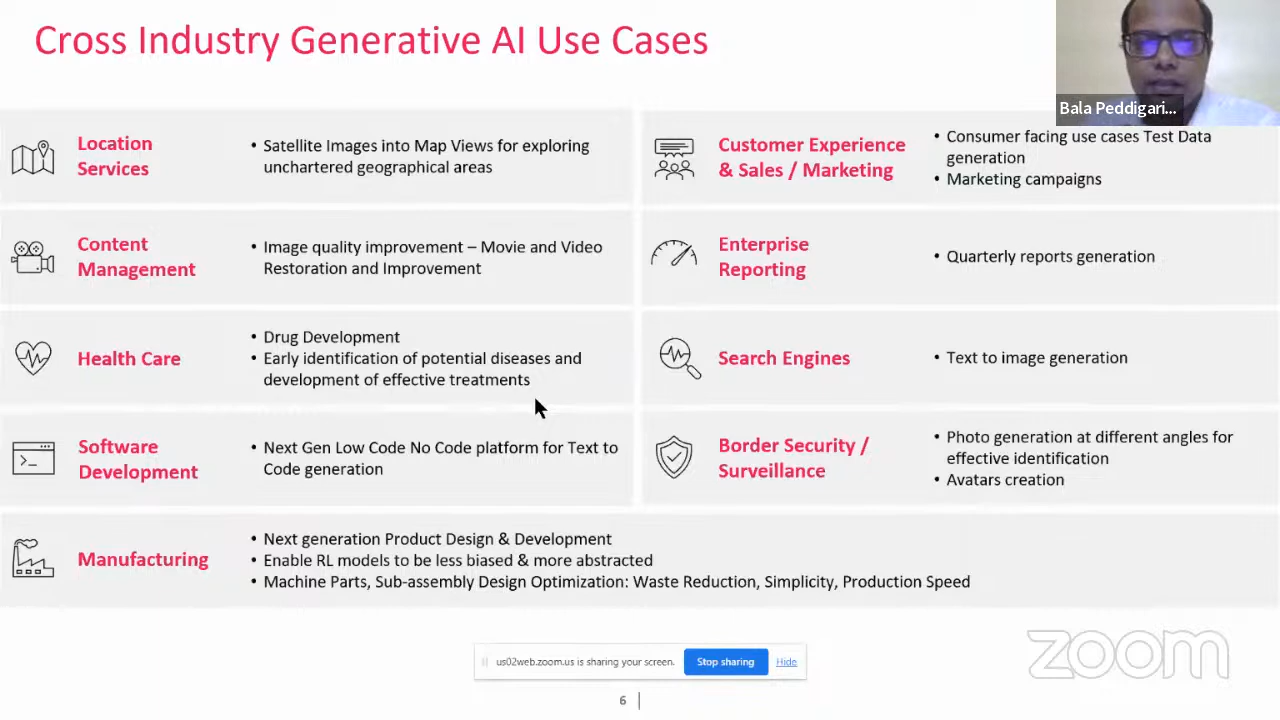 Cross Industry Generative AI Use Cases
Bala Peddigari...
Location
Services
• Satellite Images into Map Views for exploring
unchartered geographical areas
Customer Experience
& Sales / Marketing
• Consumer facing use cases Test Data
generation
• Marketing campaigns
Content
Management
• Image quality improvement – Movie and Video
Restoration and Improvement
Enterprise
Reporting
• Quarterly reports generation
Health Care
• Drug Development
• Early identification of potential diseases and
development of effective treatments
Search Engines
• Text to image generation
Software
Development
• Next Gen Low Code No Code platform for Text to
Code generation
Border Security /
Surveillance
• Photo generation at different angles for
effective identification
• Avatars creation
Manufacturing
• Next generation Product Design & Development
• Enable RL models to be less biased & more abstracted
• Machine Parts, Sub-assembly Design Optimization: Waste Reduction, Simplicity, Production Speed
us02web.zoom.us is sharing your screen.
Stop sharing
Hide
zoom
6